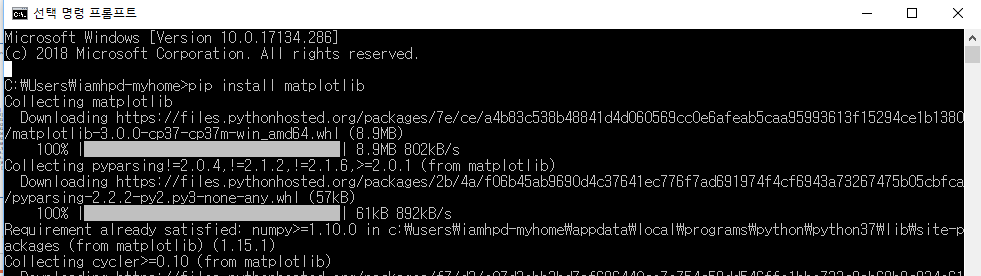 선택 명령 프롬프트
Microsoft Windows [Version 10.0.17134.286]
(c) 2018 Microsoft Corporation. All rights reserved.
C:₩Users₩iamhpd-myhome>pip install matplotlib
Collecting matplotlib
Downloading https://files.pythonhosted.org/packages/7e/ce/a4b83c538b48841d4d060569cc0e6afeab5caa95993613f15294ce1b1380
/matplotlib-3.0.0-cp37-cp37m-win_amd64.whl (8.9MB)
100% |████████████████████████████████| 8.9MB 802kB/s
Collecting pyparsing!=2.0.4,!=2.1.2,!=2.1.6,>=2.0.1 (from matplotlib)
Downloading https://files.pythonhosted.org/packages/2b/4a/f06b45ab9690d4c37641ec776f7ad691974f4cf6943a73267475b05cbfca
/pyparsing-2.2.2-py2.py3-none-any.whl (57kB)
100% |████████████████████████████████| 61kB 892kB/s
Requirement already satisfied: numpy>=1.10.0 in c:₩users₩iamhpd-myhome₩appdata₩local₩programs₩python₩python37₩lib₩site-p
ackages (from matplotlib) (1.15.1)
Collecting cycler>=0.10 (from matplotlib)